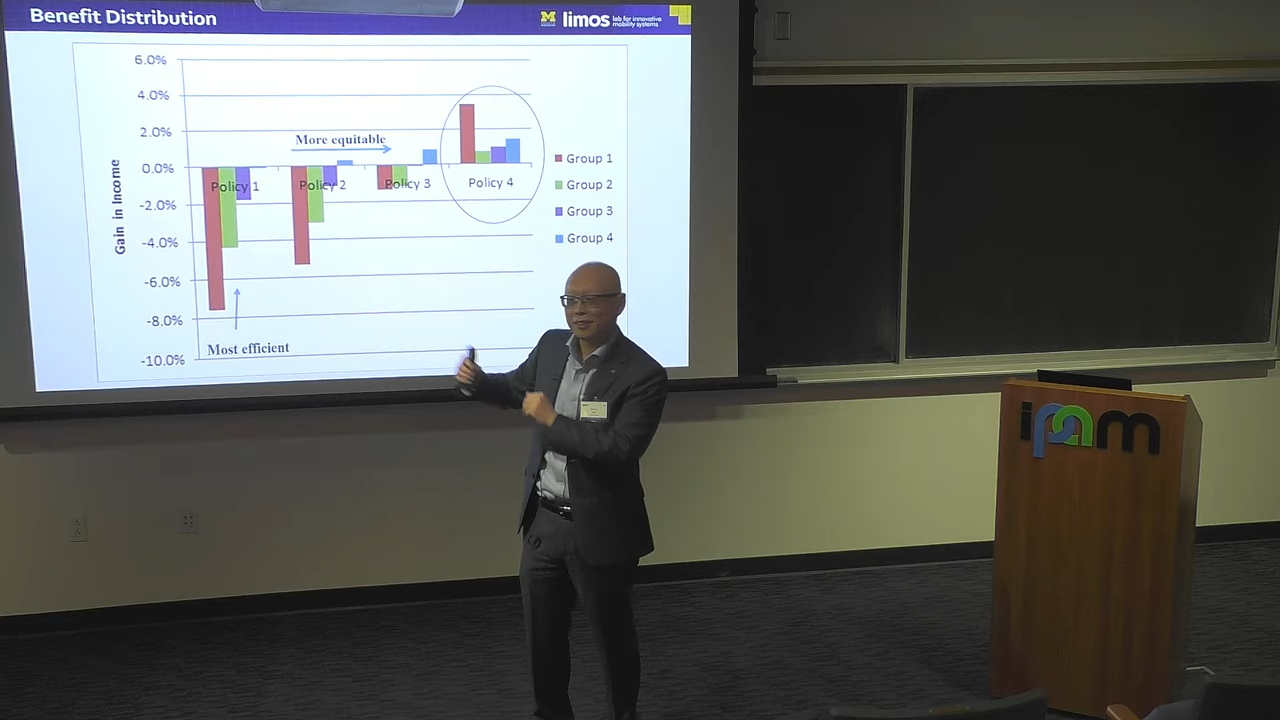 Benefit Distribution
M limos lab for innovative
mobility systems
6.0%
4.0%
2.0%
0.0%
-2.0%
-4.0%
-6.0%
-8.0%
-10.0%
Gain in Income
More equitable
Policy 1
Policy 2
Policy 3
Policy 4
Most efficient
Group 1
Group 2
Group 3
Group 4
ipam